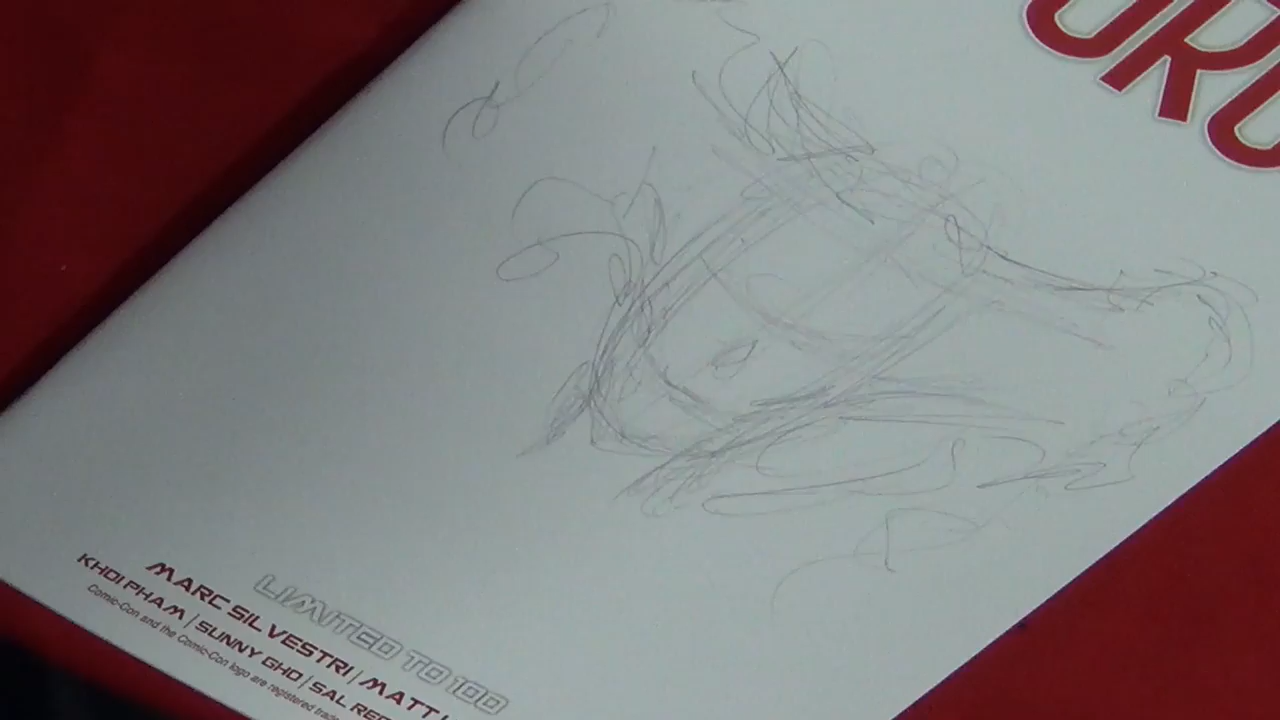 LIMITED TO 100
MARC SILVESTRI | MATT
KHOI PHAM | SUNNY GHO | SAL
Comic-Con and the Comic-Con logo are registered